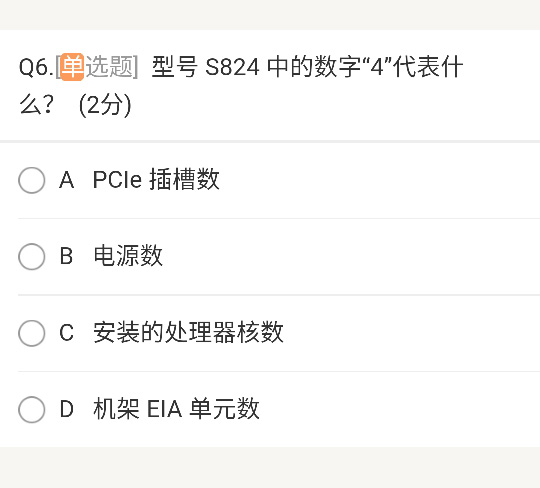 Q6.[单选题] 型号 S824 中的数字“4”代表什
么? (2分)
A PCIe 插槽数
B 电源数
C 安装的处理器核数
D 机架 EIA 单元数